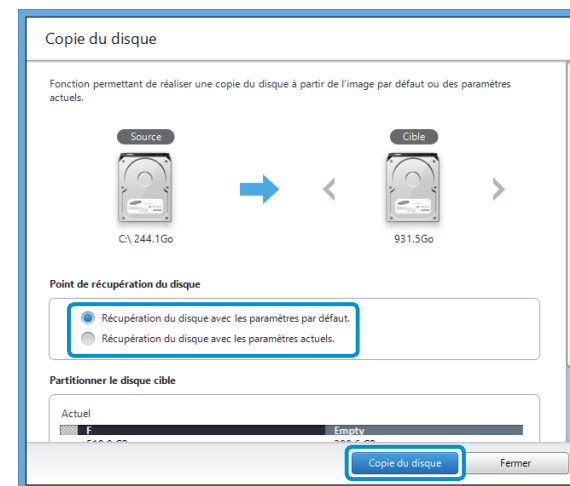 Copie du disque
Fonction permettant de réaliser une copie du disque à partir de l'image par défaut ou des paramètres
actuels.
Source
Cible
C:\ 244.1Go
931.5Go
Point de récupération du disque
Récupération du disque avec les paramètres par défaut.
Récupération du disque avec les paramètres actuels.
Partitionner le disque cible
Actuel
F
Empty
Copie du disque
Fermer